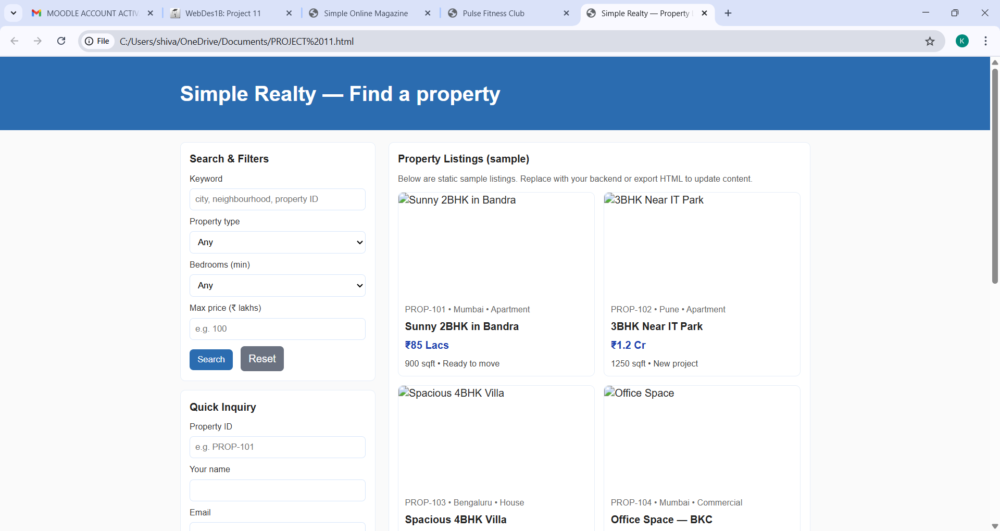 MOODLE ACCOUNT ACTIV
WebDes1B: Project 11
Simple Online Magazine
Pulse Fitness Club
Simple Realty — Property
File
C:/Users/shiva/OneDrive/Documents/PROJECT%2011.html
K
Simple Realty — Find a property
Search & Filters
Keyword
city, neighbourhood, property ID
Property type
Any
Bedrooms (min)
Any
Max price (₹ lakhs)
e.g. 100
Search
Reset
Quick Inquiry
Property ID
e.g. PROP-101
Your name
Email
Property Listings (sample)
Below are static sample listings. Replace with your backend or export HTML to update content.
Sunny 2BHK in Bandra
PROP-101 • Mumbai • Apartment
Sunny 2BHK in Bandra
₹85 Lacs
900 sqft • Ready to move
3BHK Near IT Park
PROP-102 • Pune • Apartment
3BHK Near IT Park
₹1.2 Cr
1250 sqft • New project
Spacious 4BHK Villa
PROP-103 • Bengaluru • House
Spacious 4BHK Villa
Office Space
PROP-104 • Mumbai • Commercial
Office Space — BKC